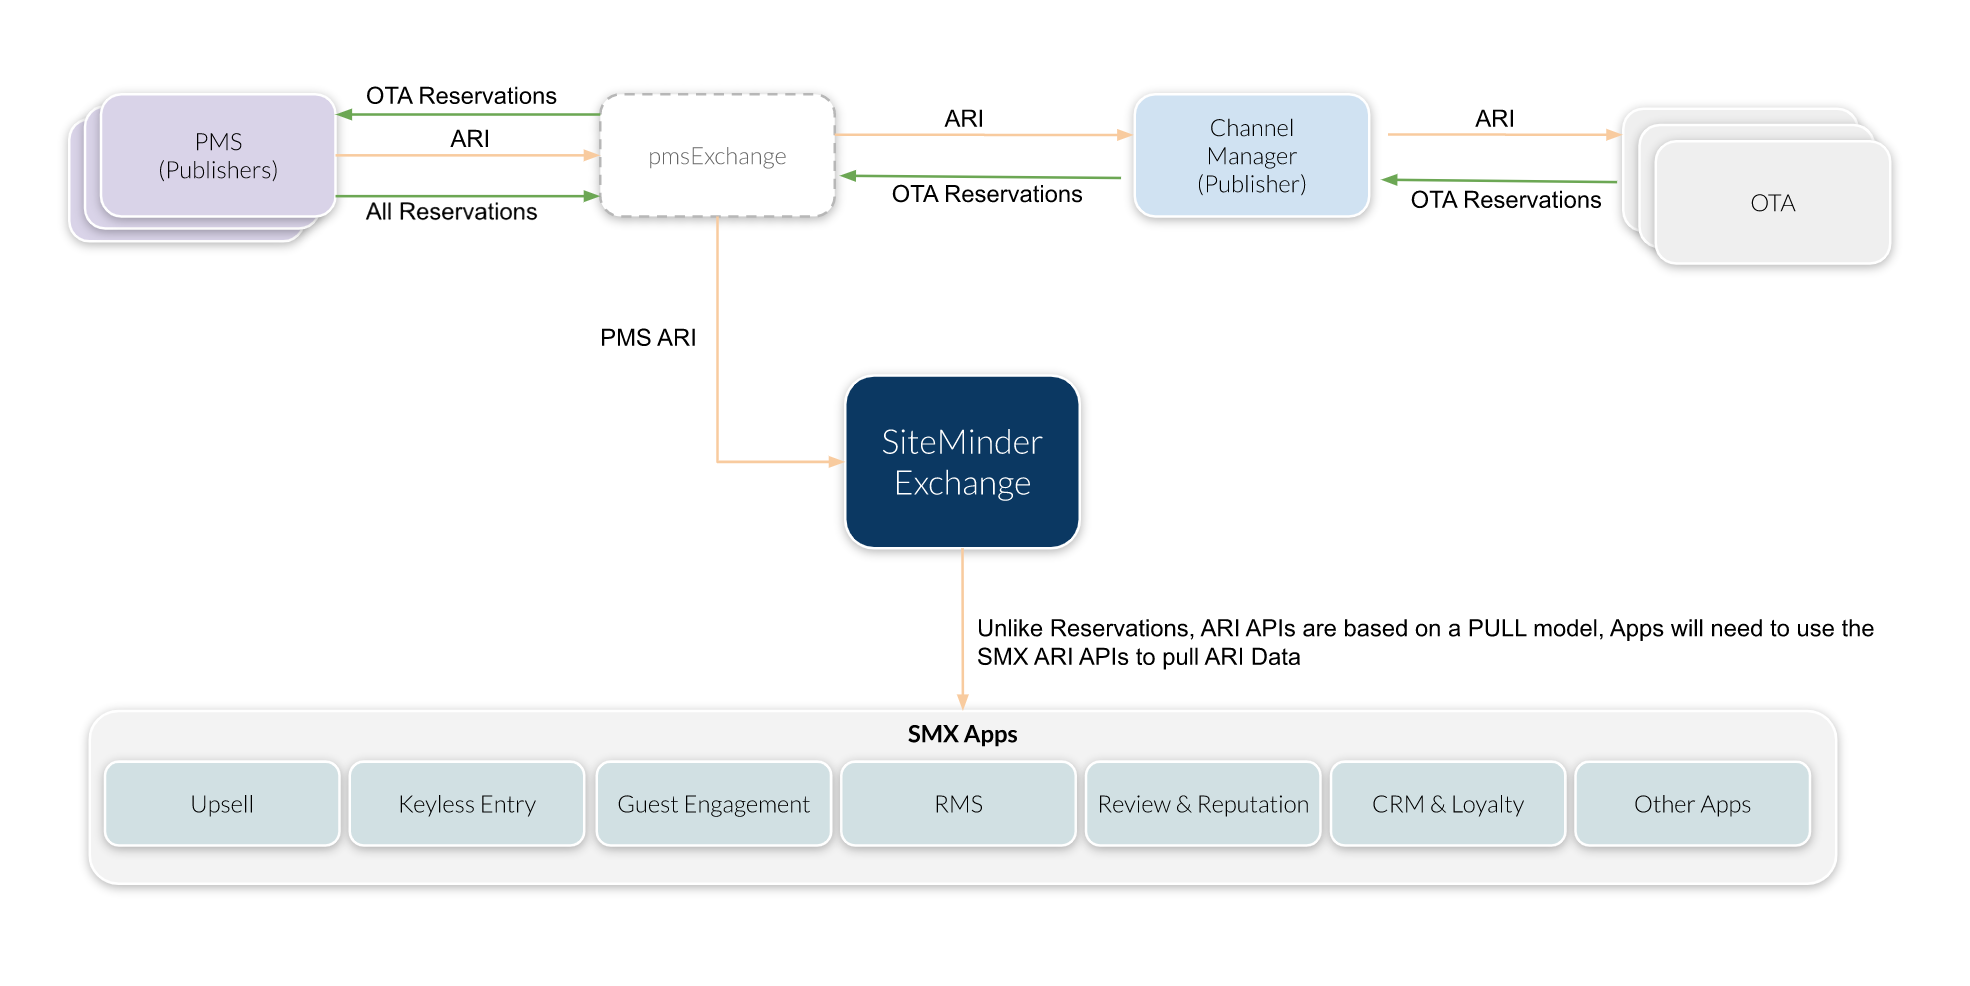 OTA Reservations
PMS
(Publishers)
ARI
All Reservations
pmsExchange
ARI
OTA Reservations
Channel
Manager
(Publisher)
ARI
OTA Reservations
OTA
PMS ARI
SiteMinder
Exchange
Unlike Reservations, ARI APIs are based on a PULL model, Apps will need to use the
SMX ARI APIs to pull ARI Data
SMX Apps
Upsell
Keyless Entry
Guest Engagement
RMS
Review & Reputation
CRM & Loyalty
Other Apps